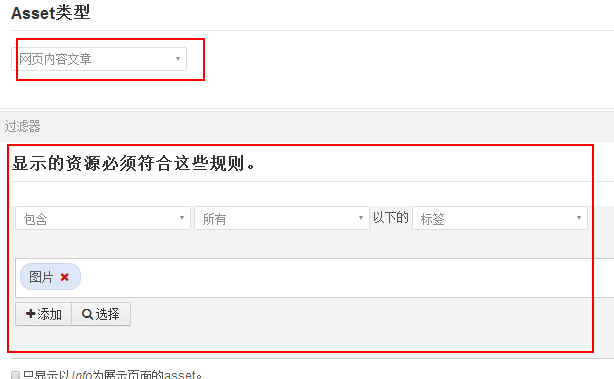 Asset类型
网页内容文章
过滤器
显示的资源必须符合这些规则。
包含 所有 以下的 标签
图片
添加 选择
只显示以Info为展示页面的asset。